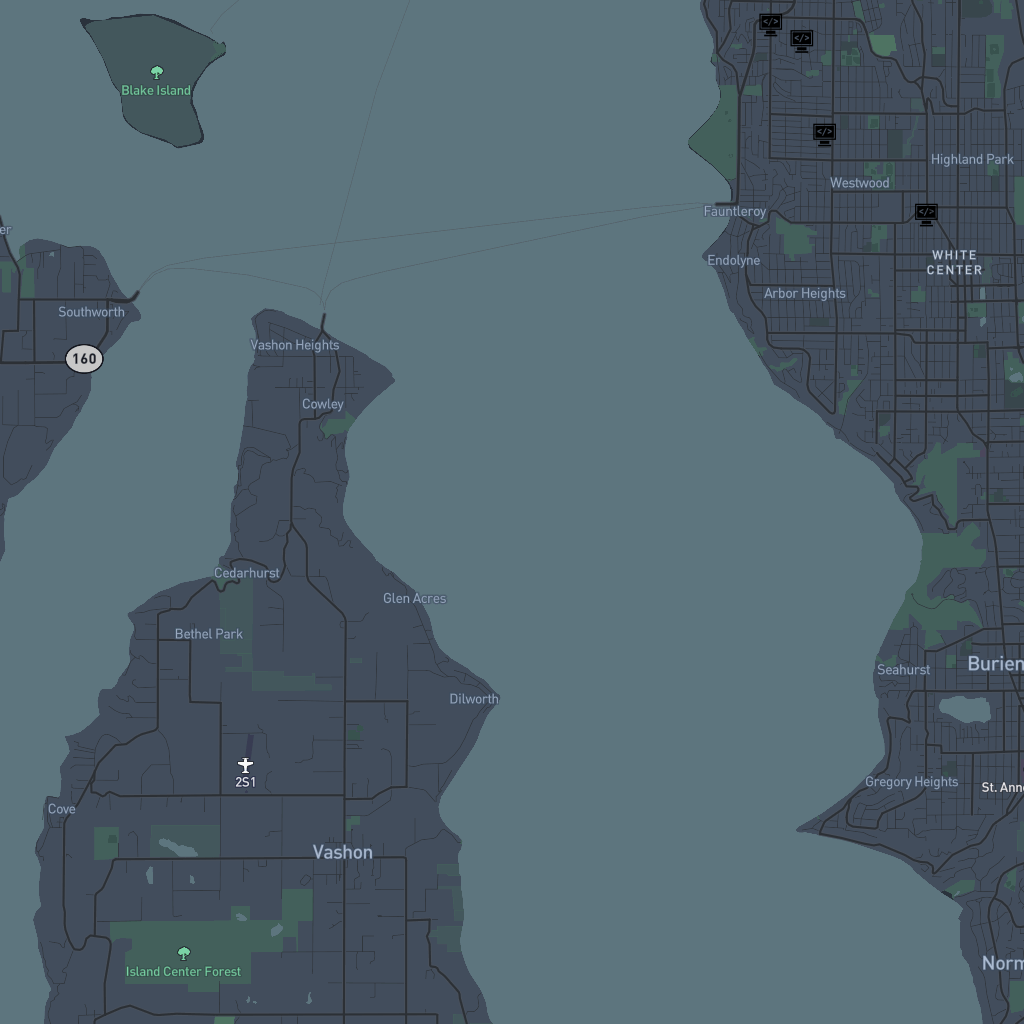 </>
</>
Blake Island
</>
Highland Park
Westwood
Fauntleroy
</>
er
Endolyne
WHITE
CENTER
Arbor Heights
Southworth
Vashon Heights
160
Cowley
Cedarhurst
Glen Acres
Bethel Park
Burien
Seahurst
Dilworth
2S1
Gregory Heights
St. Anne
Cove
Vashon
Norm
Island Center Forest